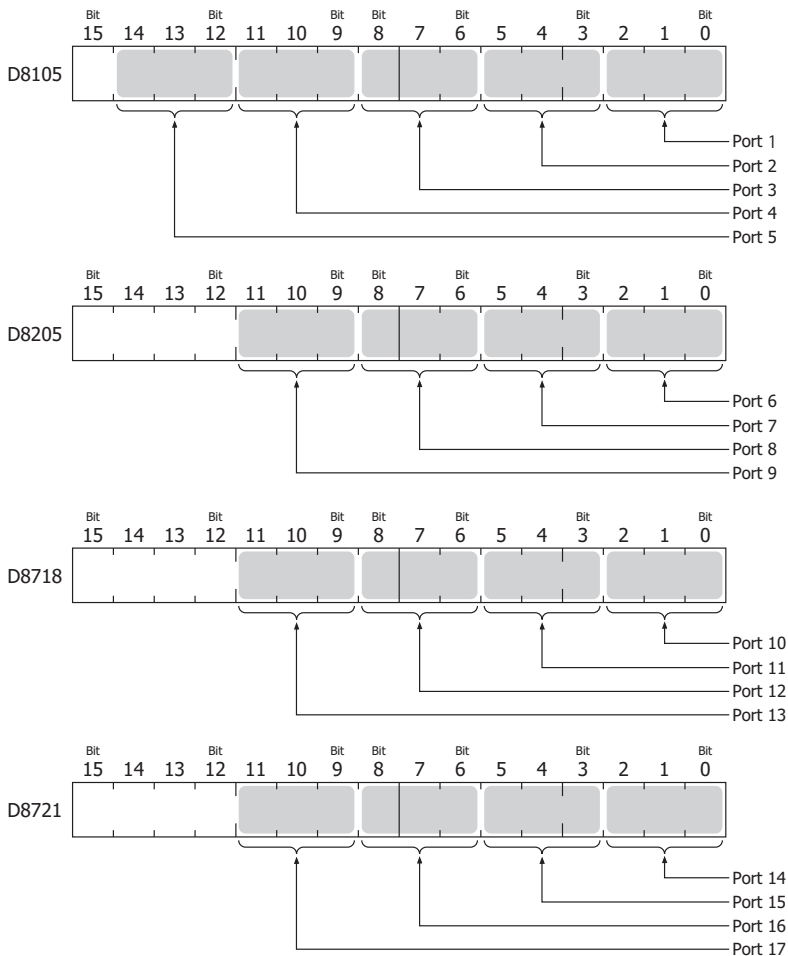 Bit Bit Bit Bit Bit Bit Bit
15 14 13 12 11 10 9 8 7 6 5 4 3 2 1 0
D8105
Port 1
Port 2
Port 3
Port 4
Port 5
Bit Bit Bit Bit Bit Bit Bit
15 14 13 12 11 10 9 8 7 6 5 4 3 2 1 0
D8205
Port 6
Port 7
Port 8
Port 9
Bit Bit Bit Bit Bit Bit Bit
15 14 13 12 11 10 9 8 7 6 5 4 3 2 1 0
D8718
Port 10
Port 11
Port 12
Port 13
Bit Bit Bit Bit Bit Bit Bit
15 14 13 12 11 10 9 8 7 6 5 4 3 2 1 0
D8721
Port 14
Port 15
Port 16
Port 17